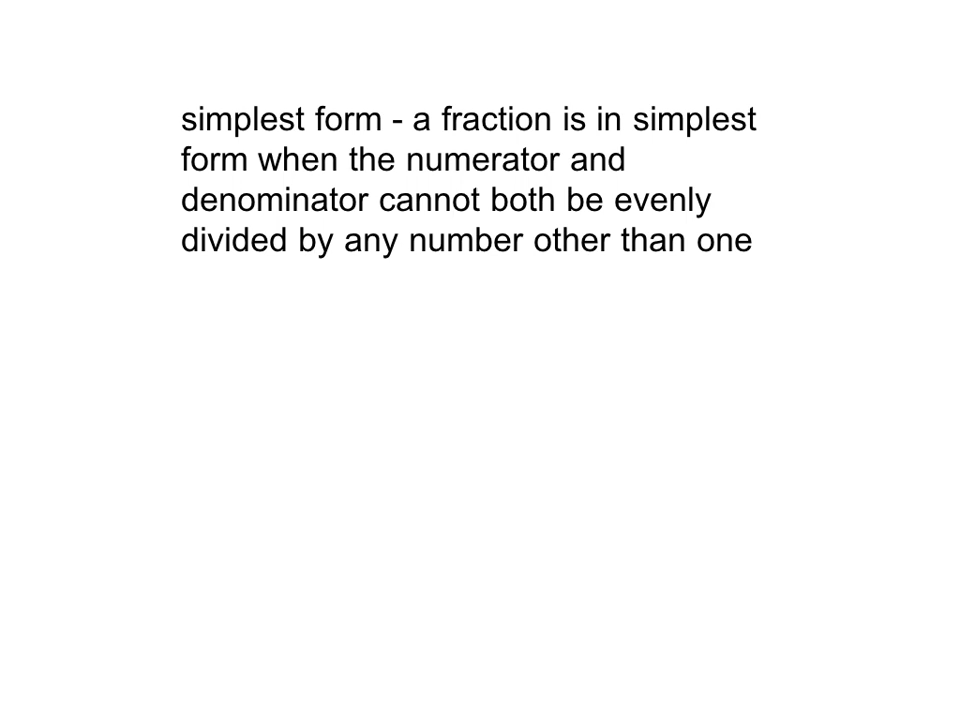 simplest form - a fraction is in simplest
form when the numerator and
denominator cannot both be evenly
divided by any number other than one